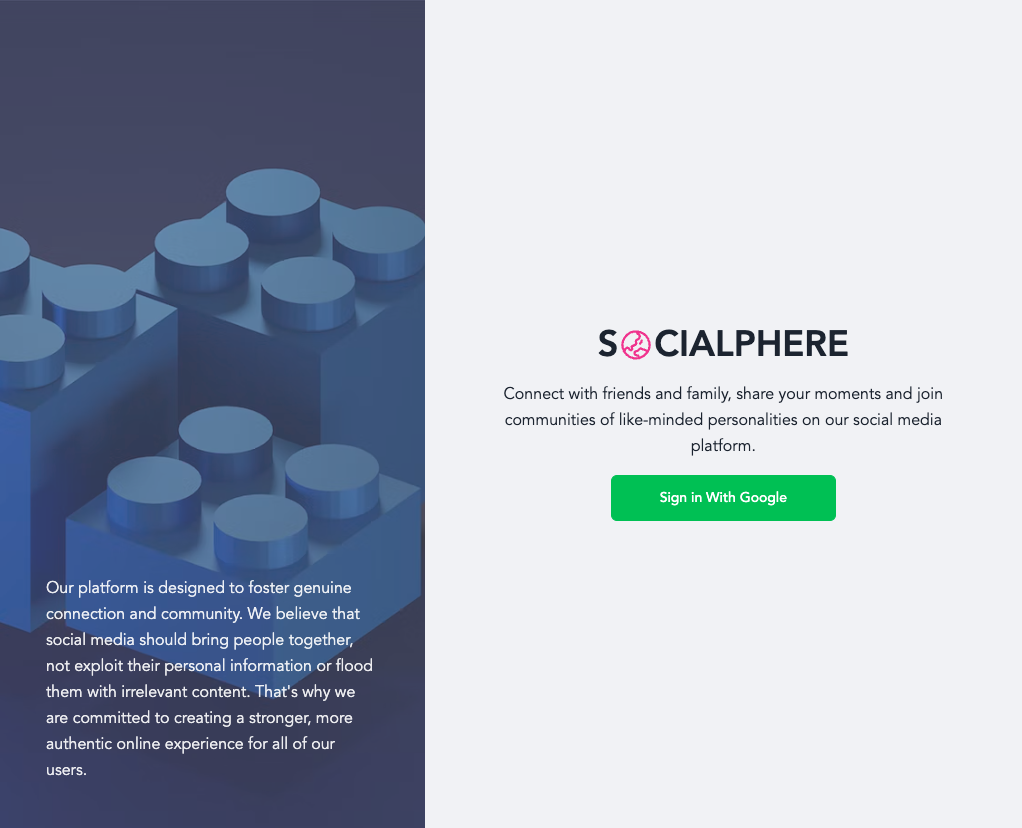 S CIALPHERE
Connect with friends and family, share your moments and join
communities of like-minded personalities on our social media
platform.
Sign in With Google
Our platform is designed to foster genuine
connection and community. We believe that
social media should bring people together,
not exploit their personal information or flood
them with irrelevant content. That's why we
are committed to creating a stronger, more
authentic online experience for all of our
users.